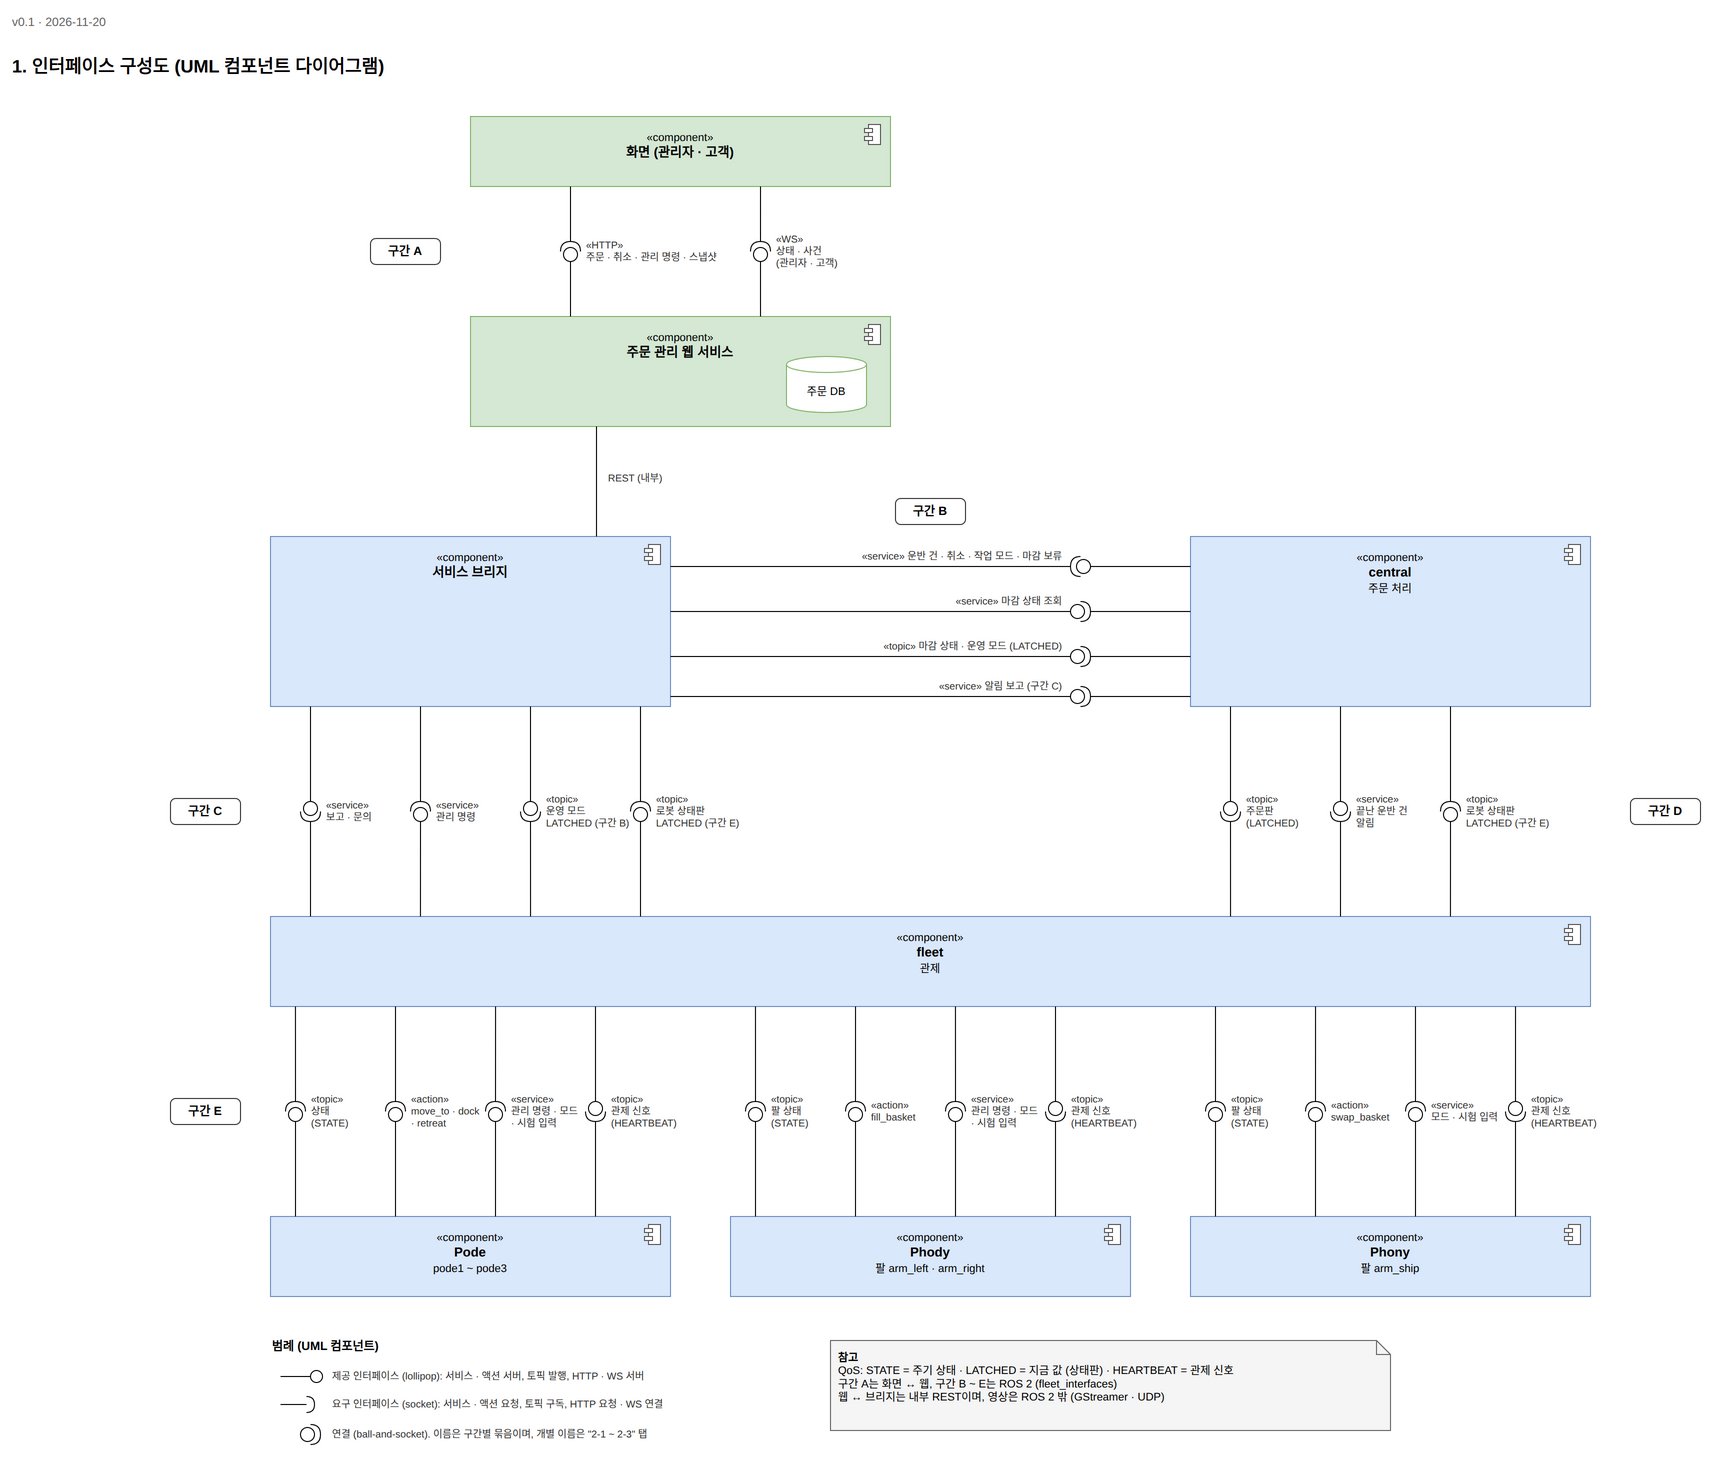 v0.1 · 2026-11-20
1. 인터페이스 구성도 (UML 컴포넌트 다이어그램)
«component»
화면 (관리자 · 고객)
구간 A
«HTTP»
주문 · 취소 · 관리 명령 · 스냅샷
«WS»
상태 · 사건
(관리자 · 고객)
«component»
주문 관리 웹 서비스
주문 DB
REST (내부)
구간 B
«component»
서비스 브리지
«service» 운반 건 · 취소 · 작업 모드 · 마감 보류
«service» 마감 상태 조회
«topic» 마감 상태 · 운영 모드 (LATCHED)
«service» 알림 보고 (구간 C)
«component»
central
주문 처리
구간 C
«service»
보고 · 문의
«service»
관리 명령
«topic»
운영 모드
LATCHED (구간 B)
«topic»
로봇 상태판
LATCHED (구간 E)
«topic»
주문판
(LATCHED)
«service»
끝난 운반 건
알림
«topic»
로봇 상태판
LATCHED (구간 E)
구간 D
«component»
fleet
관제
구간 E
«topic»
상태
(STATE)
«action»
move_to · dock
· retreat
«service»
관리 명령 · 모드
· 시험 입력
«topic»
관제 신호
(HEARTBEAT)
«topic»
팔 상태
(STATE)
«action»
fill_basket
«service»
관리 명령 · 모드
· 시험 입력
«topic»
관제 신호
(HEARTBEAT)
«topic»
팔 상태
(STATE)
«action»
swap_basket
«service»
모드 · 시험 입력
«topic»
관제 신호
(HEARTBEAT)
«component»
Pode
pode1 ~ pode3
«component»
Phody
팔 arm_left · arm_right
«component»
Phony
팔 arm_ship
범례 (UML 컴포넌트)
제공 인터페이스 (lollipop): 서비스 · 액션 서버, 토픽 발행, HTTP · WS 서버
요구 인터페이스 (socket): 서비스 · 액션 요청, 토픽 구독, HTTP 요청 · WS 연결
연결 (ball-and-socket). 이름은 구간별 묶음이며, 개별 이름은 "2-1 ~ 2-3" 탭
참고
QoS: STATE = 주기 상태 · LATCHED = 지금 값 (상태판) · HEARTBEAT = 관제 신호
구간 A는 화면 ↔ 웹, 구간 B ~ E는 ROS 2 (fleet_interfaces)
웹 ↔ 브리지는 내부 REST이며, 영상은 ROS 2 밖 (GStreamer · UDP)